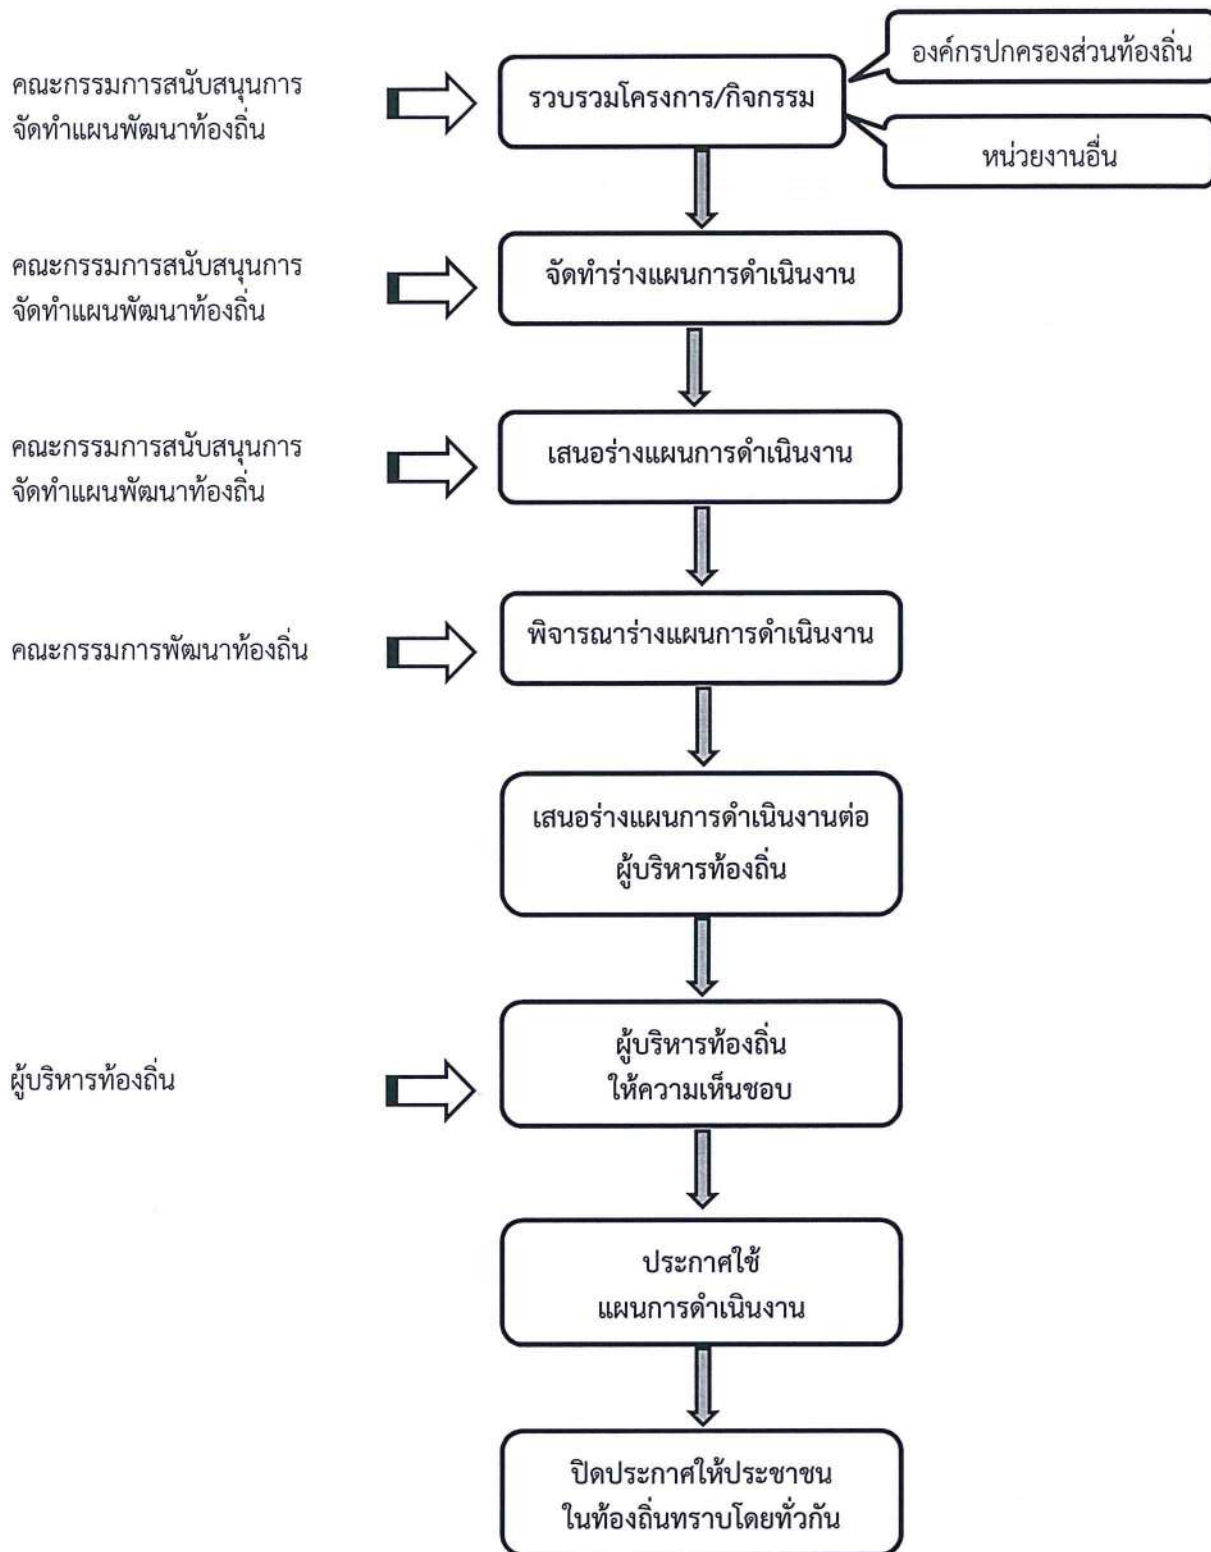 องค์กรปกครองส่วนท้องถิ่น
คณะกรรมการสนับสนุนการ
จัดทำแผนพัฒนาท้องถิ่น
รวบรวมโครงการ/กิจกรรม
หน่วยงานอื่น
คณะกรรมการสนับสนุนการ
จัดทำแผนพัฒนาท้องถิ่น
จัดทำร่างแผนการดำเนินงาน
คณะกรรมการสนับสนุนการ
จัดทำแผนพัฒนาท้องถิ่น
เสนอร่างแผนการดำเนินงาน
คณะกรรมการพัฒนาท้องถิ่น
พิจารณาร่างแผนการดำเนินงาน
เสนอร่างแผนการดำเนินงานต่อ
ผู้บริหารท้องถิ่น
ผู้บริหารท้องถิ่น
ผู้บริหารท้องถิ่น
ให้ความเห็นชอบ
ประกาศใช้
แผนการดำเนินงาน
ปิดประกาศให้ประชาชน
ในท้องถิ่นทราบโดยทั่วกัน